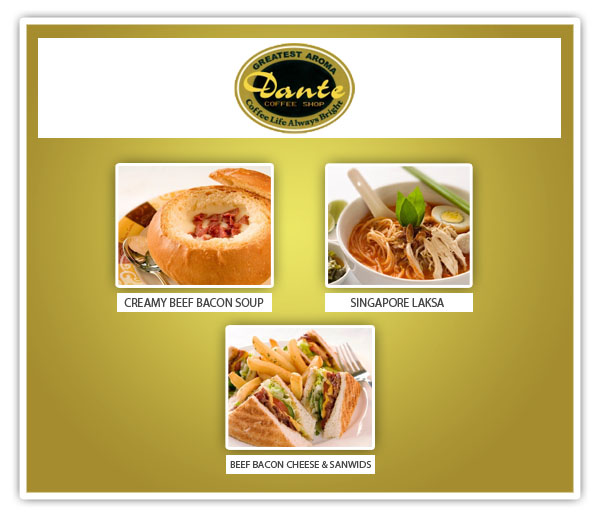 GREATEST AROMA
Dante
COFFEE SHOP
Coffee Life Always Bright
CREAMY BEEF BACON SOUP
SINGAPORE LAKSA
BEEF BACON CHEESE & SANWIDS